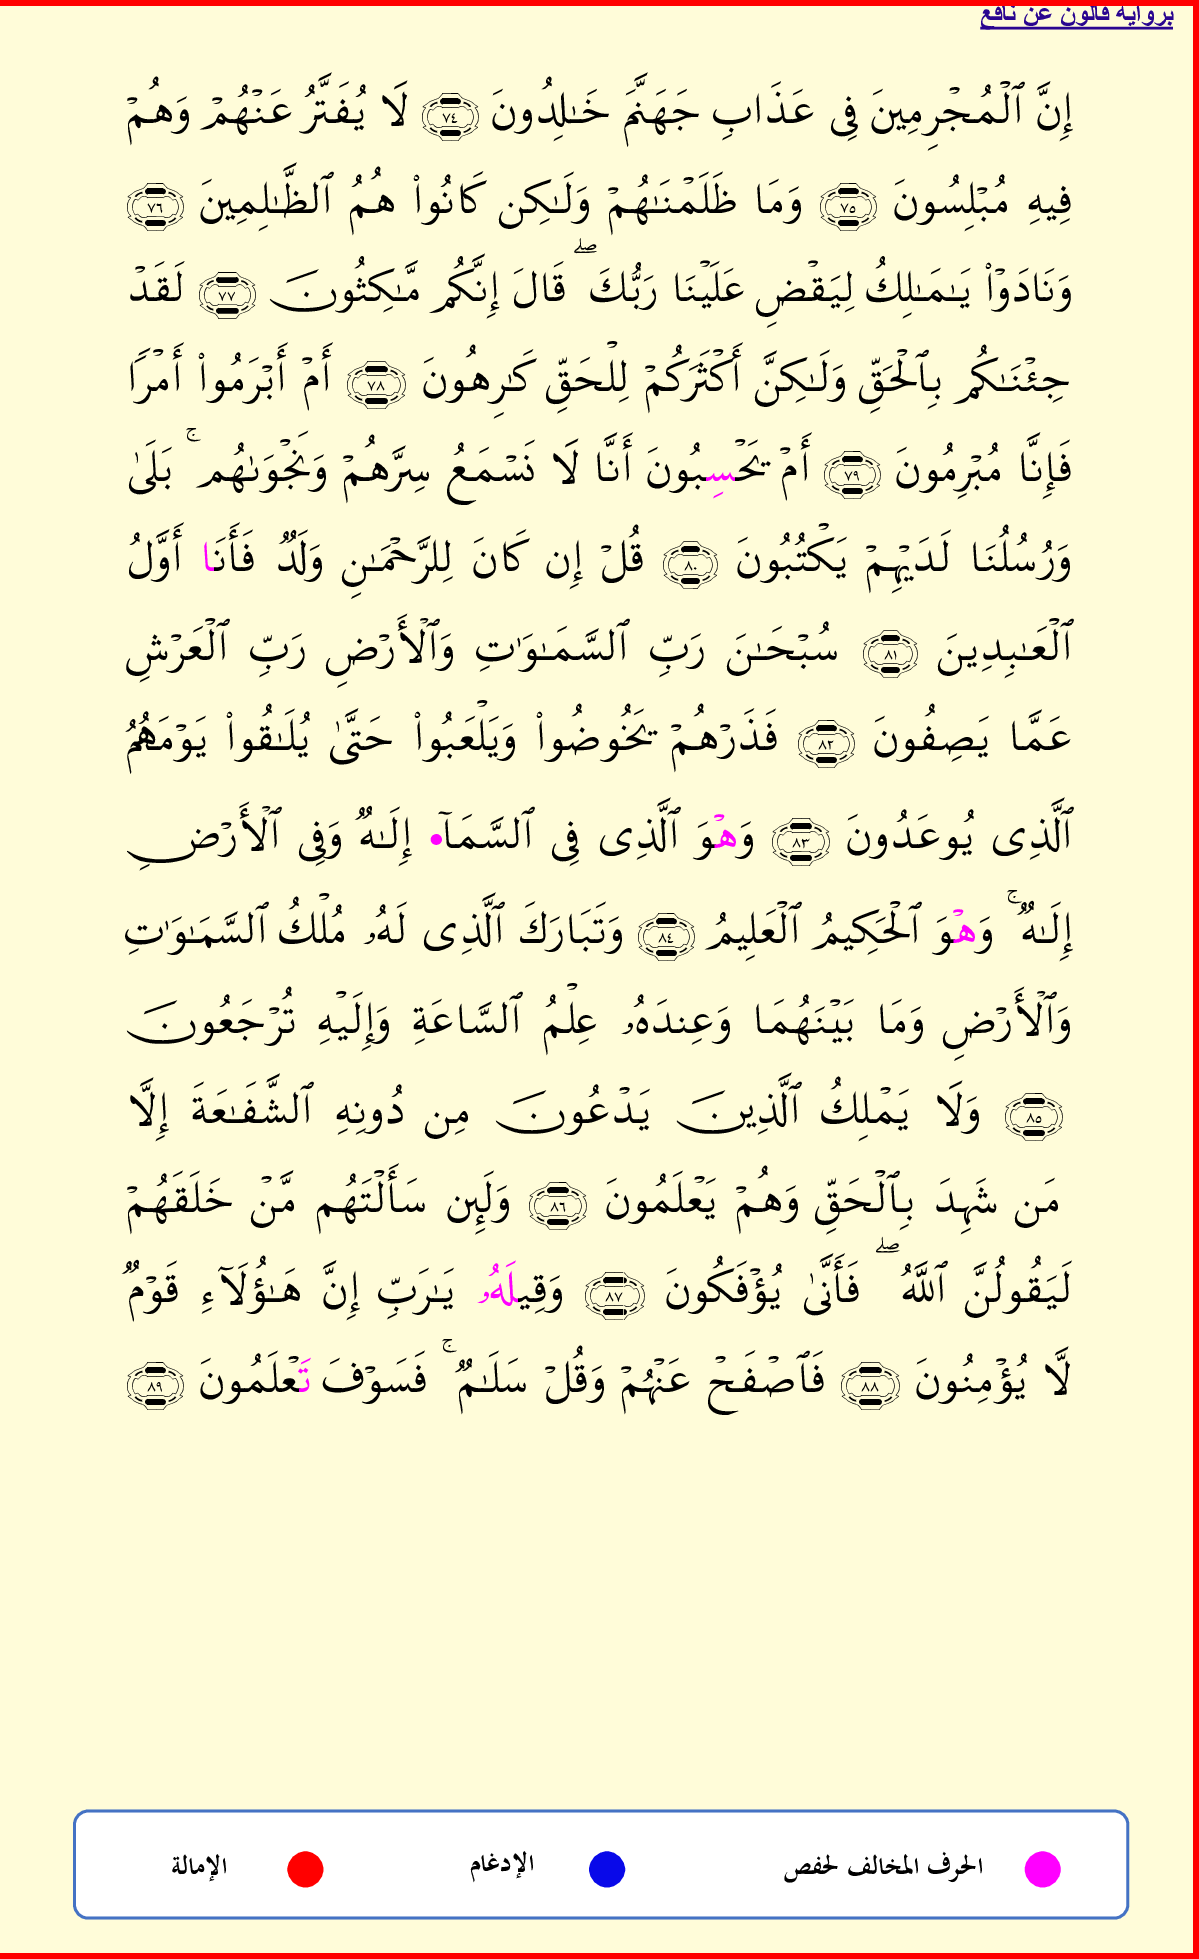 برواية قالون عن نافع
إِنَّ ٱلْمُجْرِمِينَ فِى عَذَابِ جَهَنَّمَ خَـٰلِدُونَ ٧٤ لَا يُفَتَّرُ عَنْهُمْ وَهُمْ
فِيهِ مُبْلِسُونَ ٧٥ وَمَا ظَلَمْنَـٰهُمْ وَلَـٰكِن كَانُوا۟ هُمُ ٱلظَّـٰلِمِينَ ٧٦
وَنَادَوْا۟ يَـٰمَـٰلِكُ لِيَقْضِ عَلَيْنَا رَبُّكَ ۖ قَالَ إِنَّكُم مَّـٰكِثُونَ ٧٧ لَقَدْ
جِئْنَـٰكُم بِٱلْحَقِّ وَلَـٰكِنَّ أَكْثَرَكُمْ لِلْحَقِّ كَـٰرِهُونَ ٧٨ أَمْ أَبْرَمُوا۟ أَمْرًا
فَإِنَّا مُبْرِمُونَ ٧٩ أَمْ يَحْسِبُونَ أَنَّا لَا نَسْمَعُ سِرَّهُمْ وَنَجْوَىٰهُم ۚ بَلَىٰ
وَرُسُلُنَا لَدَيْهِمْ يَكْتُبُونَ ٨٠ قُلْ إِن كَانَ لِلرَّحْمَـٰنِ وَلَدٌ فَأَنَا أَوَّلُ
ٱلْعَـٰبِدِينَ ٨١ سُبْحَـٰنَ رَبِّ ٱلسَّمَـٰوَٰتِ وَٱلْأَرْضِ رَبِّ ٱلْعَرْشِ
عَمَّا يَصِفُونَ ٨٢ فَذَرْهُمْ يَخُوضُوا۟ وَيَلْعَبُوا۟ حَتَّىٰ يُلَـٰقُوا۟ يَوْمَهُمُ
ٱلَّذِى يُوعَدُونَ ٨٣ وَهْوَ ٱلَّذِى فِى ٱلسَّمَآ• إِلَـٰهٌ وَفِى ٱلْأَرْضِ
إِلَـٰهٌ ۚ وَهْوَ ٱلْحَكِيمُ ٱلْعَلِيمُ ٨٤ وَتَبَارَكَ ٱلَّذِى لَهُۥ مُلْكُ ٱلسَّمَـٰوَٰتِ
وَٱلْأَرْضِ وَمَا بَيْنَهُمَا وَعِندَهُۥ عِلْمُ ٱلسَّاعَةِ وَإِلَيْهِ تُرْجَعُونَ
٨٥ وَلَا يَمْلِكُ ٱلَّذِينَ يَدْعُونَ مِن دُونِهِ ٱلشَّفَـٰعَةَ إِلَّا
مَن شَهِدَ بِٱلْحَقِّ وَهُمْ يَعْلَمُونَ ٨٦ وَلَئِن سَأَلْتَهُم مَّنْ خَلَقَهُمْ
لَيَقُولُنَّ ٱللَّهُ ۖ فَأَنَّىٰ يُؤْفَكُونَ ٨٧ وَقِيلَهُۥ يَـٰرَبِّ إِنَّ هَـٰٓؤُلَآءِ قَوْمٌ
لَّا يُؤْمِنُونَ ٨٨ فَٱصْفَحْ عَنْهُمْ وَقُلْ سَلَـٰمٌ ۚ فَسَوْفَ تَعْلَمُونَ ٨٩
الحرف المخالف لحفص الإدغام الإمالة